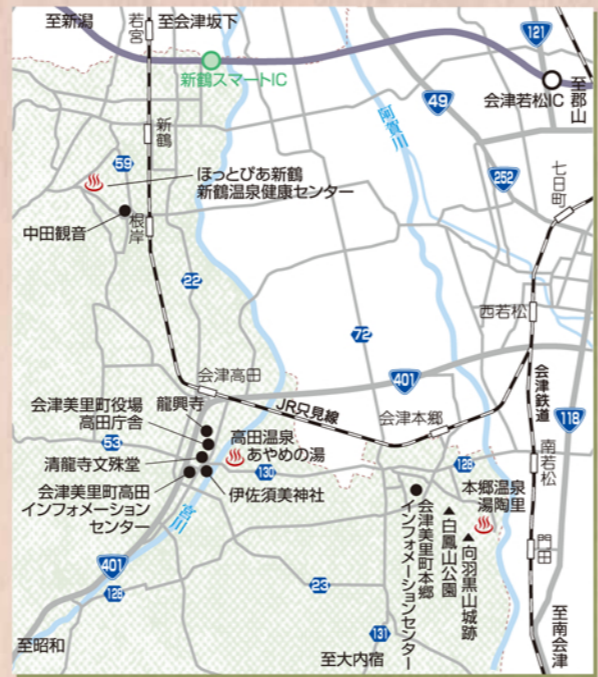 至新潟
若宮
至会津坂下
新鶴スマートIC
121
会津若松IC
至郡山
49
阿賀川
新鶴
59
252
七日町
ほっとぴあ新鶴
新鶴温泉健康センター
中田観音
根岸
22
西若松
72
会津高田
401
会津鉄道
JR只見線
会津本郷
118
会津美里町役場
高田庁舎
龍興寺
53
高田温泉
あやめの湯
清龍寺文殊堂
130
128
南若松
会津美里町高田
インフォメーション
センター
伊佐須美神社
本郷温泉
湯陶里
宮川
会津美里町本郷
インフォメーションセンター
▲白鳳山公園
▲向羽黒山城跡
門田
401
128
23
131
至昭和
至大内宿
至南会津